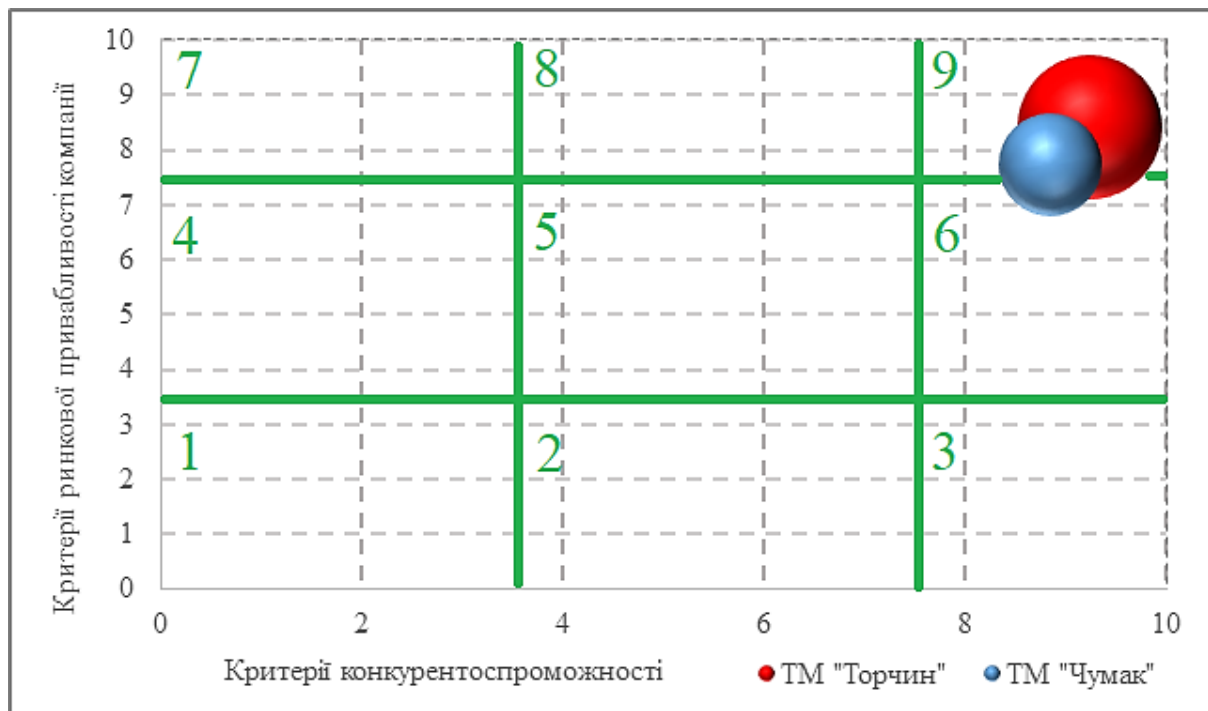 Критерії ринкової привабливості компанії
10
9
8
7
6
5
4
3
2
1
0
7 8 9
4 5 6
1 2 3
0 2 4 6 8 10
Критерії конкурентоспроможності
ТМ "Торчин" ТМ "Чумак"